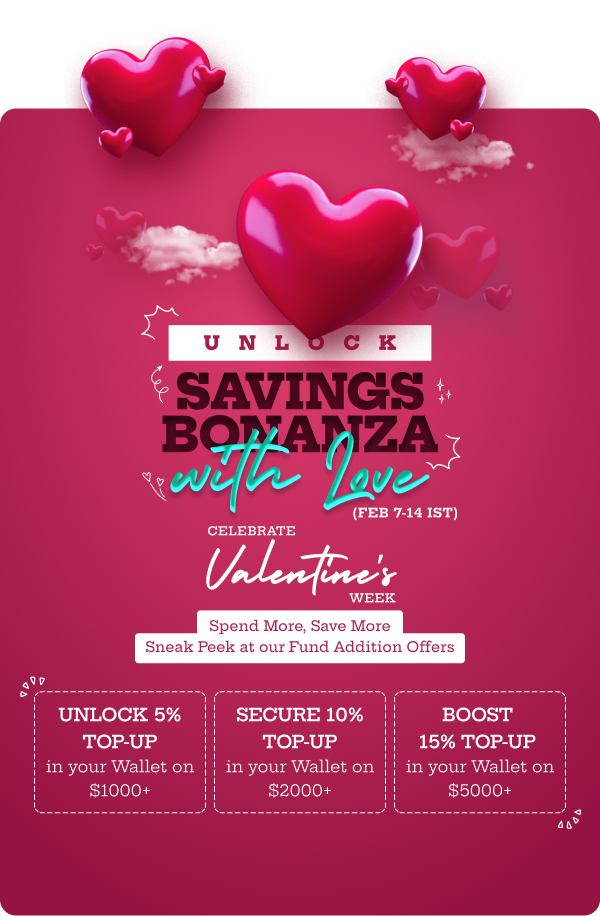 UNLOCK
SAVINGS
BONANZA
with Love
(FEB 7-14 IST)
CELEBRATE
Valentine's
WEEK
Spend More, Save More
Sneak Peek at our Fund Addition Offers
UNLOCK 5%
TOP-UP
in your Wallet on
$1000+
SECURE 10%
TOP-UP
in your Wallet on
$2000+
BOOST
15% TOP-UP
in your Wallet on
$5000+